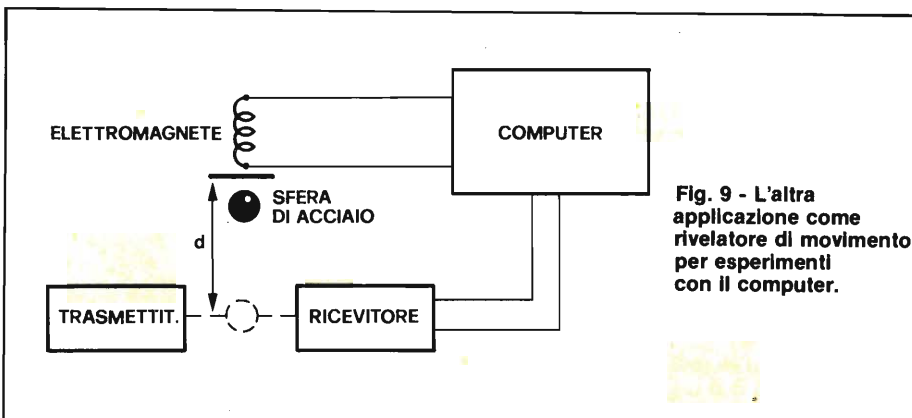 ELETTROMAGNETE
COMPUTER
SFERA
DI ACCIAIO
d
TRASMETTIT.
RICEVITORE
Fig. 9 - L'altra
applicazione come
rivelatore di movimento
per esperimenti
con il computer.